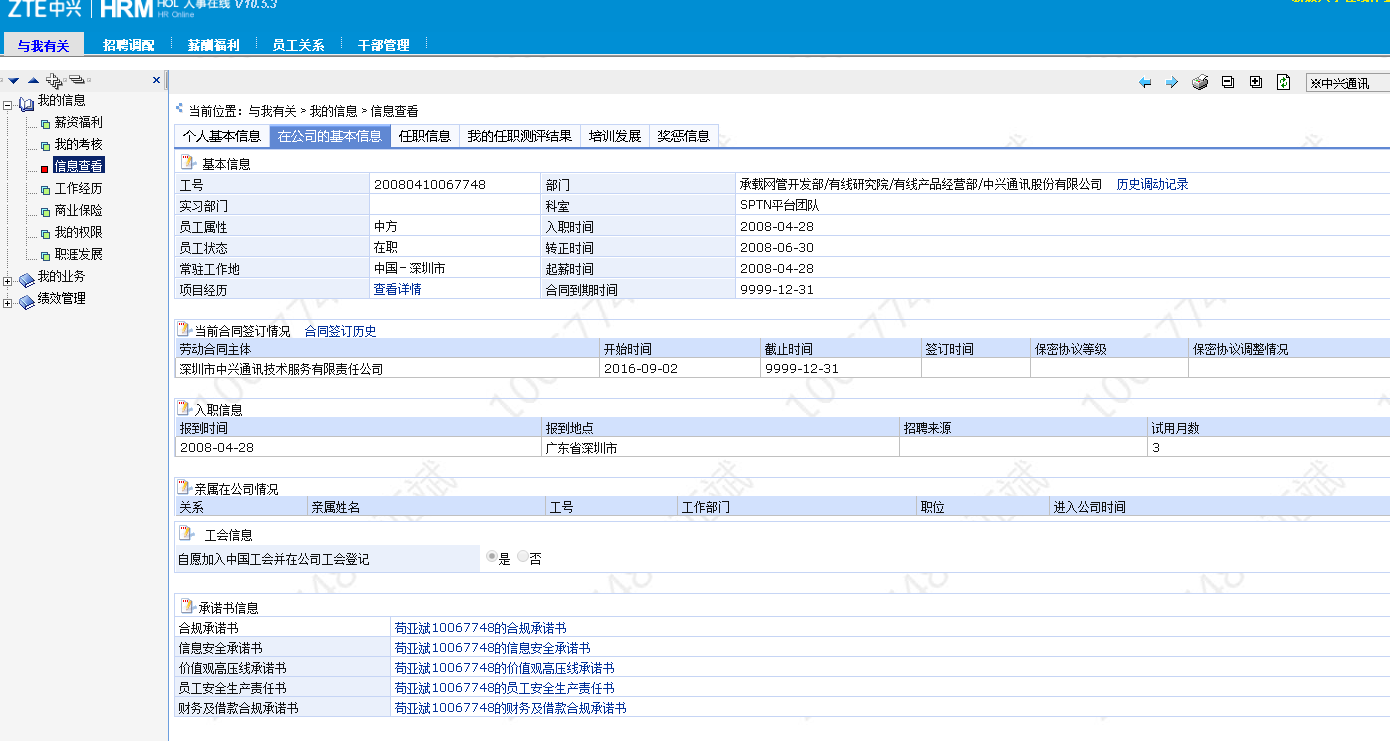 ZTE中兴 HRM HOL 人事在线 V10.5.3
HR Online
与我有关 招聘调配 薪酬福利 员工关系 干部管理
※中兴通讯
我的信息
薪资福利
我的考核
信息查看
工作经历
商业保险
我的权限
职涯发展
我的业务
绩效管理
当前位置：与我有关 > 我的信息 > 信息查看
个人基本信息 在公司的基本信息 任职信息 我的任职测评结果 培训发展 奖惩信息
基本信息
工号 20080410067748 部门 承载网管开发部/有线研究院/有线产品经营部/中兴通讯股份有限公司 历史调动记录
实习部门 科室 SPTN平台团队
员工属性 中方 入职时间 2008-04-28
员工状态 在职 转正时间 2008-06-30
常驻工作地 中国－深圳市 起薪时间 2008-04-28
项目经历 查看详情 合同到期时间 9999-12-31
当前合同签订情况 合同签订历史
劳动合同主体 开始时间 截止时间 签订时间 保密协议等级 保密协议调整情况
深圳市中兴通讯技术服务有限责任公司 2016-09-02 9999-12-31
入职信息
报到时间 报到地点 招聘来源 试用月数
2008-04-28 广东省深圳市 3
亲属在公司情况
关系 亲属姓名 工号 工作部门 职位 进入公司时间
工会信息
自愿加入中国工会并在公司工会登记 是 否
承诺书信息
合规承诺书 苟亚斌10067748的合规承诺书
信息安全承诺书 苟亚斌10067748的信息安全承诺书
价值观高压线承诺书 苟亚斌10067748的价值观高压线承诺书
员工安全生产责任书 苟亚斌10067748的员工安全生产责任书
财务及借款合规承诺书 苟亚斌10067748的财务及借款合规承诺书